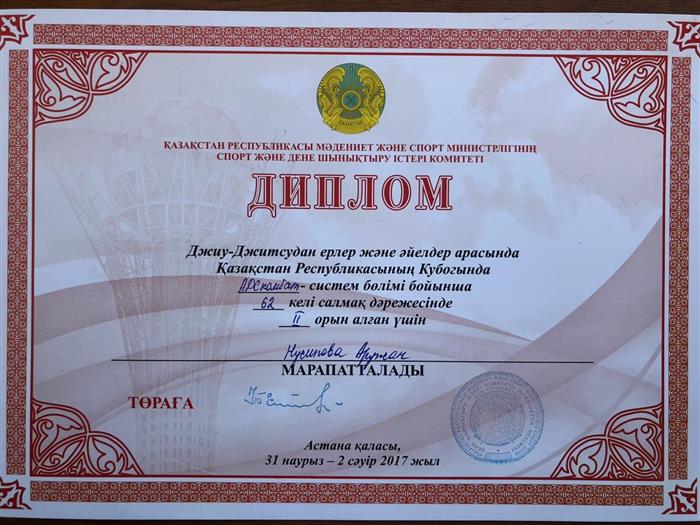 ҚАЗАҚСТАН
ҚАЗАҚСТАН РЕСПУБЛИКАСЫ МӘДЕНИЕТ ЖӘНЕ СПОРТ МИНИСТРЛІГІНІҢ
СПОРТ ЖӘНЕ ДЕНЕ ШЫНЫҚТЫРУ ІСТЕРІ КОМИТЕТІ
ДИПЛОМ
Джиу-Джитсудан ерлер және әйелдер арасында
Қазақстан Республикасының Кубогында
- систем бөлімі бойынша
62 келі салмақ дәрежесінде
II орын алған үшін
Нусипова Аружан
МАРАПАТТАЛАДЫ
ТӨРАҒА
Астана қаласы,
31 наурыз – 2 сәуір 2017 жыл